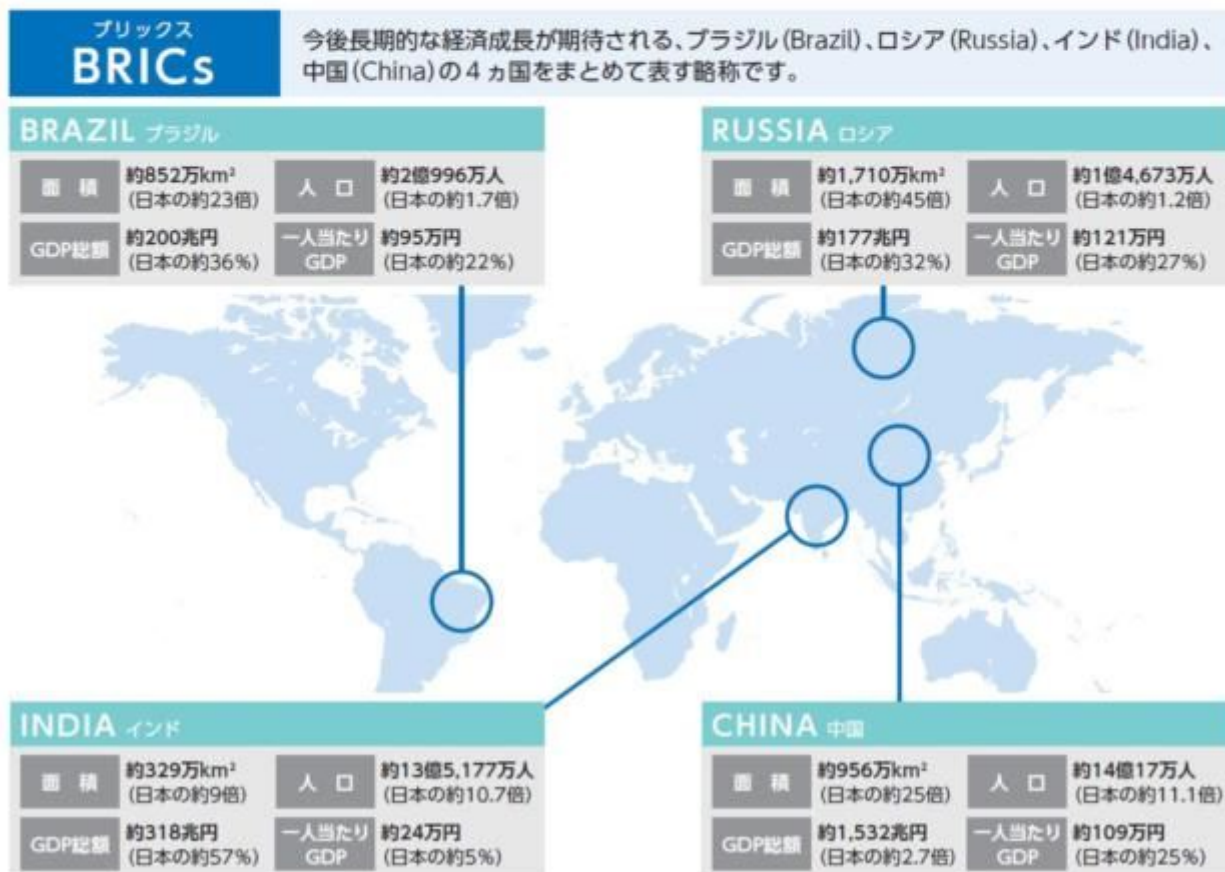 ブリックス
BRICs
今後長期的な経済成長が期待される、ブラジル(Brazil)、ロシア(Russia)、インド(India)、
中国(China)の4ヵ国をまとめて表す略称です。
BRAZIL ブラジル
面積
約852万km²
(日本の約23倍)
人口
約2億996万人
(日本の約1.7倍)
GDP総額
約200兆円
(日本の約36%)
一人当たり
GDP
約95万円
(日本の約22%)
RUSSIA ロシア
面積
約1,710万km²
(日本の約45倍)
人口
約1億4,673万人
(日本の約1.2倍)
GDP総額
約177兆円
(日本の約32%)
一人当たり
GDP
約121万円
(日本の約27%)
INDIA インド
面積
約329万km²
(日本の約9倍)
人口
約13億5,177万人
(日本の約10.7倍)
GDP総額
約318兆円
(日本の約57%)
一人当たり
GDP
約24万円
(日本の約5%)
CHINA 中国
面積
約956万km²
(日本の約25倍)
人口
約14億17万人
(日本の約11.1倍)
GDP総額
約1,532兆円
(日本の約2.7倍)
一人当たり
GDP
約109万円
(日本の約25%)